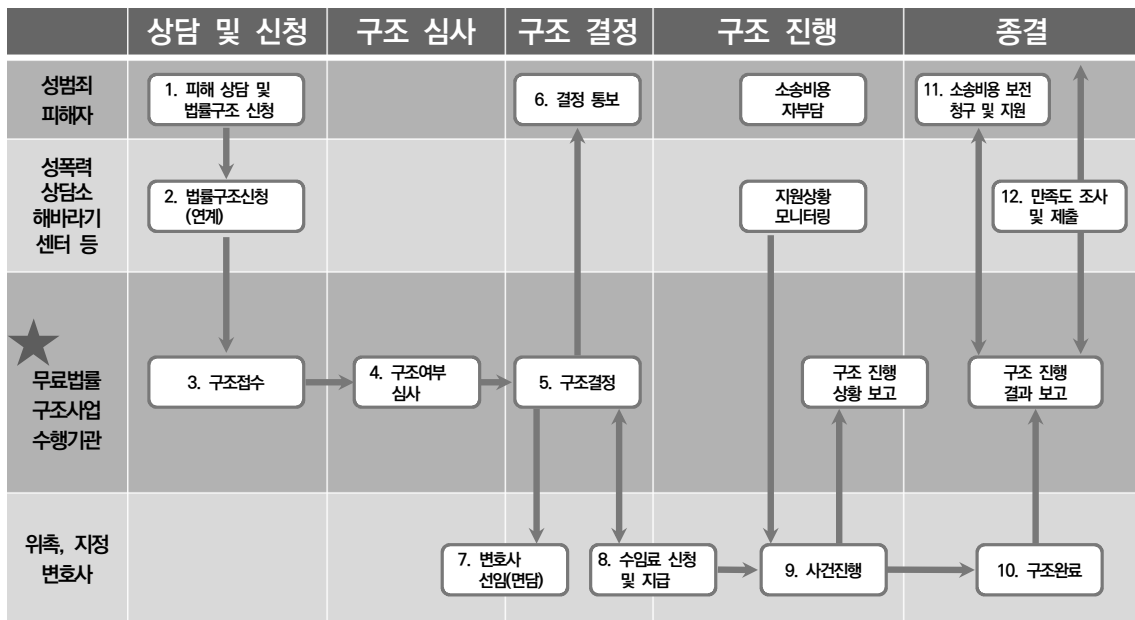 상담 및 신청
구조 심사
구조 결정
구조 진행
종결
성범죄
피해자
1. 피해 상담 및
법률구조 신청
6. 결정 통보
소송비용
자부담
11. 소송비용 보전
청구 및 지원
성폭력
상담소
해바라기
센터 등
2. 법률구조신청
(연계)
지원상황
모니터링
12. 만족도 조사
및 제출
무료법률
구조사업
수행기관
3. 구조접수
4. 구조여부
심사
5. 구조결정
구조 진행
상황 보고
구조 진행
결과 보고
위촉, 지정
변호사
7. 변호사
선임(면담)
8. 수임료 신청
및 지급
9. 사건진행
10. 구조완료